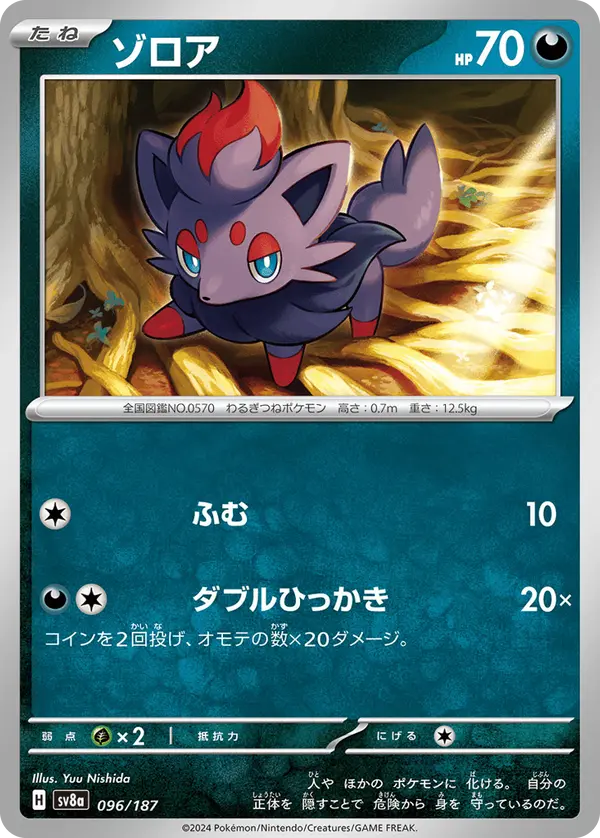 たね
ゾロア
HP70
全国図鑑NO.0570 わるぎつねポケモン 高さ:0.7m 重さ:12.5kg
ふむ 10
ダブルひっかき 20×
コインを2回投げ、オモテの数×20ダメージ。
弱点 ×2 抵抗力 にげる
Illus. Yuu Nishida
H sv8a 096/187
人や ほかの ポケモンに 化ける。自分の
正体を 隠すことで 危険から 身を 守っているのだ。
©2024 Pokémon/Nintendo/Creatures/GAME FREAK.